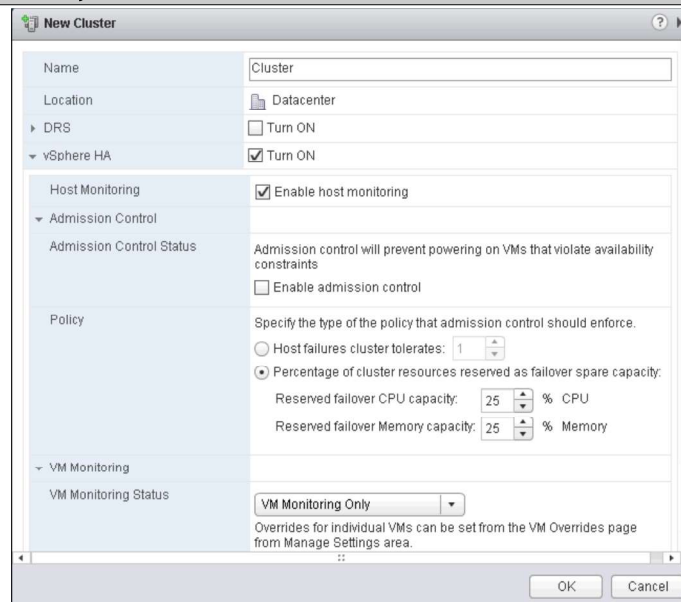 New Cluster
?
Name
Cluster
Location
Datacenter
DRS
Turn ON
vSphere HA
Turn ON
Host Monitoring
Enable host monitoring
Admission Control
Admission Control Status
Admission control will prevent powering on VMs that violate availability
constraints
Enable admission control
Policy
Specify the type of the policy that admission control should enforce.
Host failures cluster tolerates: 1
Percentage of cluster resources reserved as failover spare capacity:
Reserved failover CPU capacity: 25 % CPU
Reserved failover Memory capacity: 25 % Memory
VM Monitoring
VM Monitoring Status
VM Monitoring Only
Overrides for individual VMs can be set from the VM Overrides page
from Manage Settings area.
OK Cancel